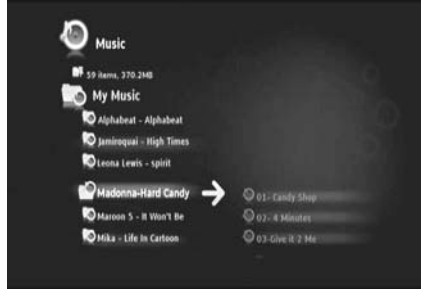 Music
59 items, 370.2MB
My Music
Alphabeat - Alphabeat
Jamiroquai - High Times
Leona Lewis - spirit
Madonna-Hard Candy
01- Candy Shop
Maroon 5 - It Won't Be
02- 4 Minutes
Mika - Life In Cartoon
03-Give it 2 Me